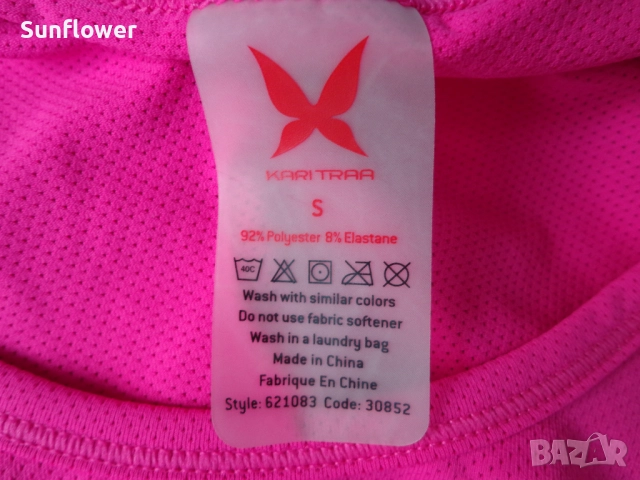 Sunflower
KARI TRAA
S
92% Polyester 8% Elastane
40C
Wash with similar colors
Do not use fabric softener
Wash in a laundry bag
Made in China
Fabrique En Chine
Style: 621083 Code: 30852
BAZAR